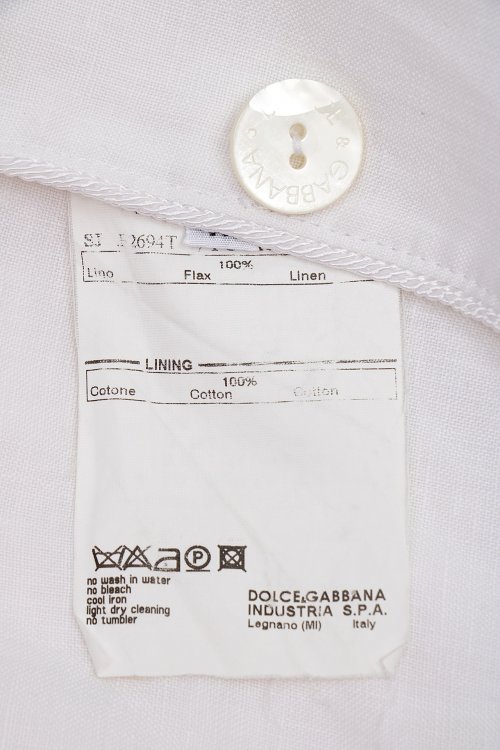 & GABBANA
100%
Lino Flax Linen
LINING
100%
Cotone Cotton Cotton
no wash in water
no bleach
cool iron
light dry cleaning
no tumbler
DOLCE&GABBANA
INDUSTRIA S.P.A.
Legnano (MI) Italy